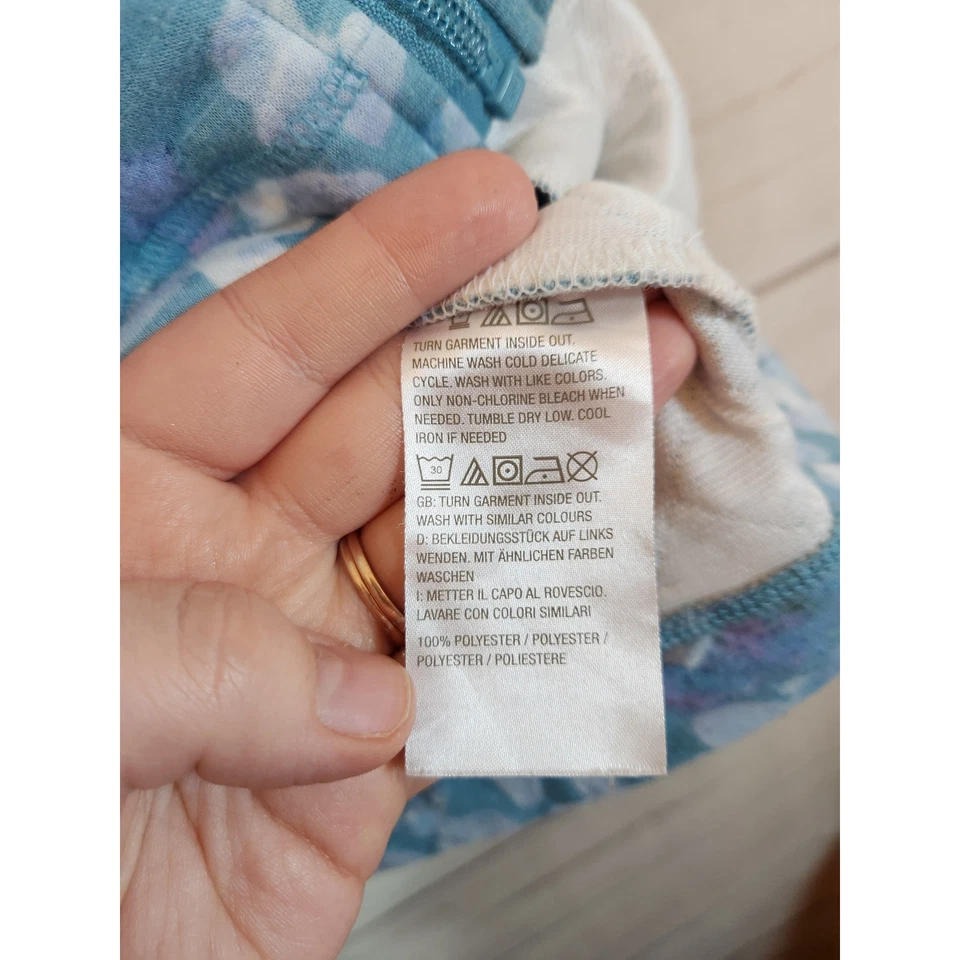 TURN GARMENT INSIDE OUT.
MACHINE WASH COLD DELICATE
CYCLE. WASH WITH LIKE COLORS.
ONLY NON-CHLORINE BLEACH WHEN
NEEDED. TUMBLE DRY LOW. COOL
IRON IF NEEDED
30
GB: TURN GARMENT INSIDE OUT.
WASH WITH SIMILAR COLOURS
D: BEKLEIDUNGSSTÜCK AUF LINKS
WENDEN. MIT ÄHNLICHEN FARBEN
WASCHEN
I: METTER IL CAPO AL ROVESCIO.
LAVARE CON COLORI SIMILARI
100% POLYESTER / POLYESTER /
POLYESTER / POLIESTERE